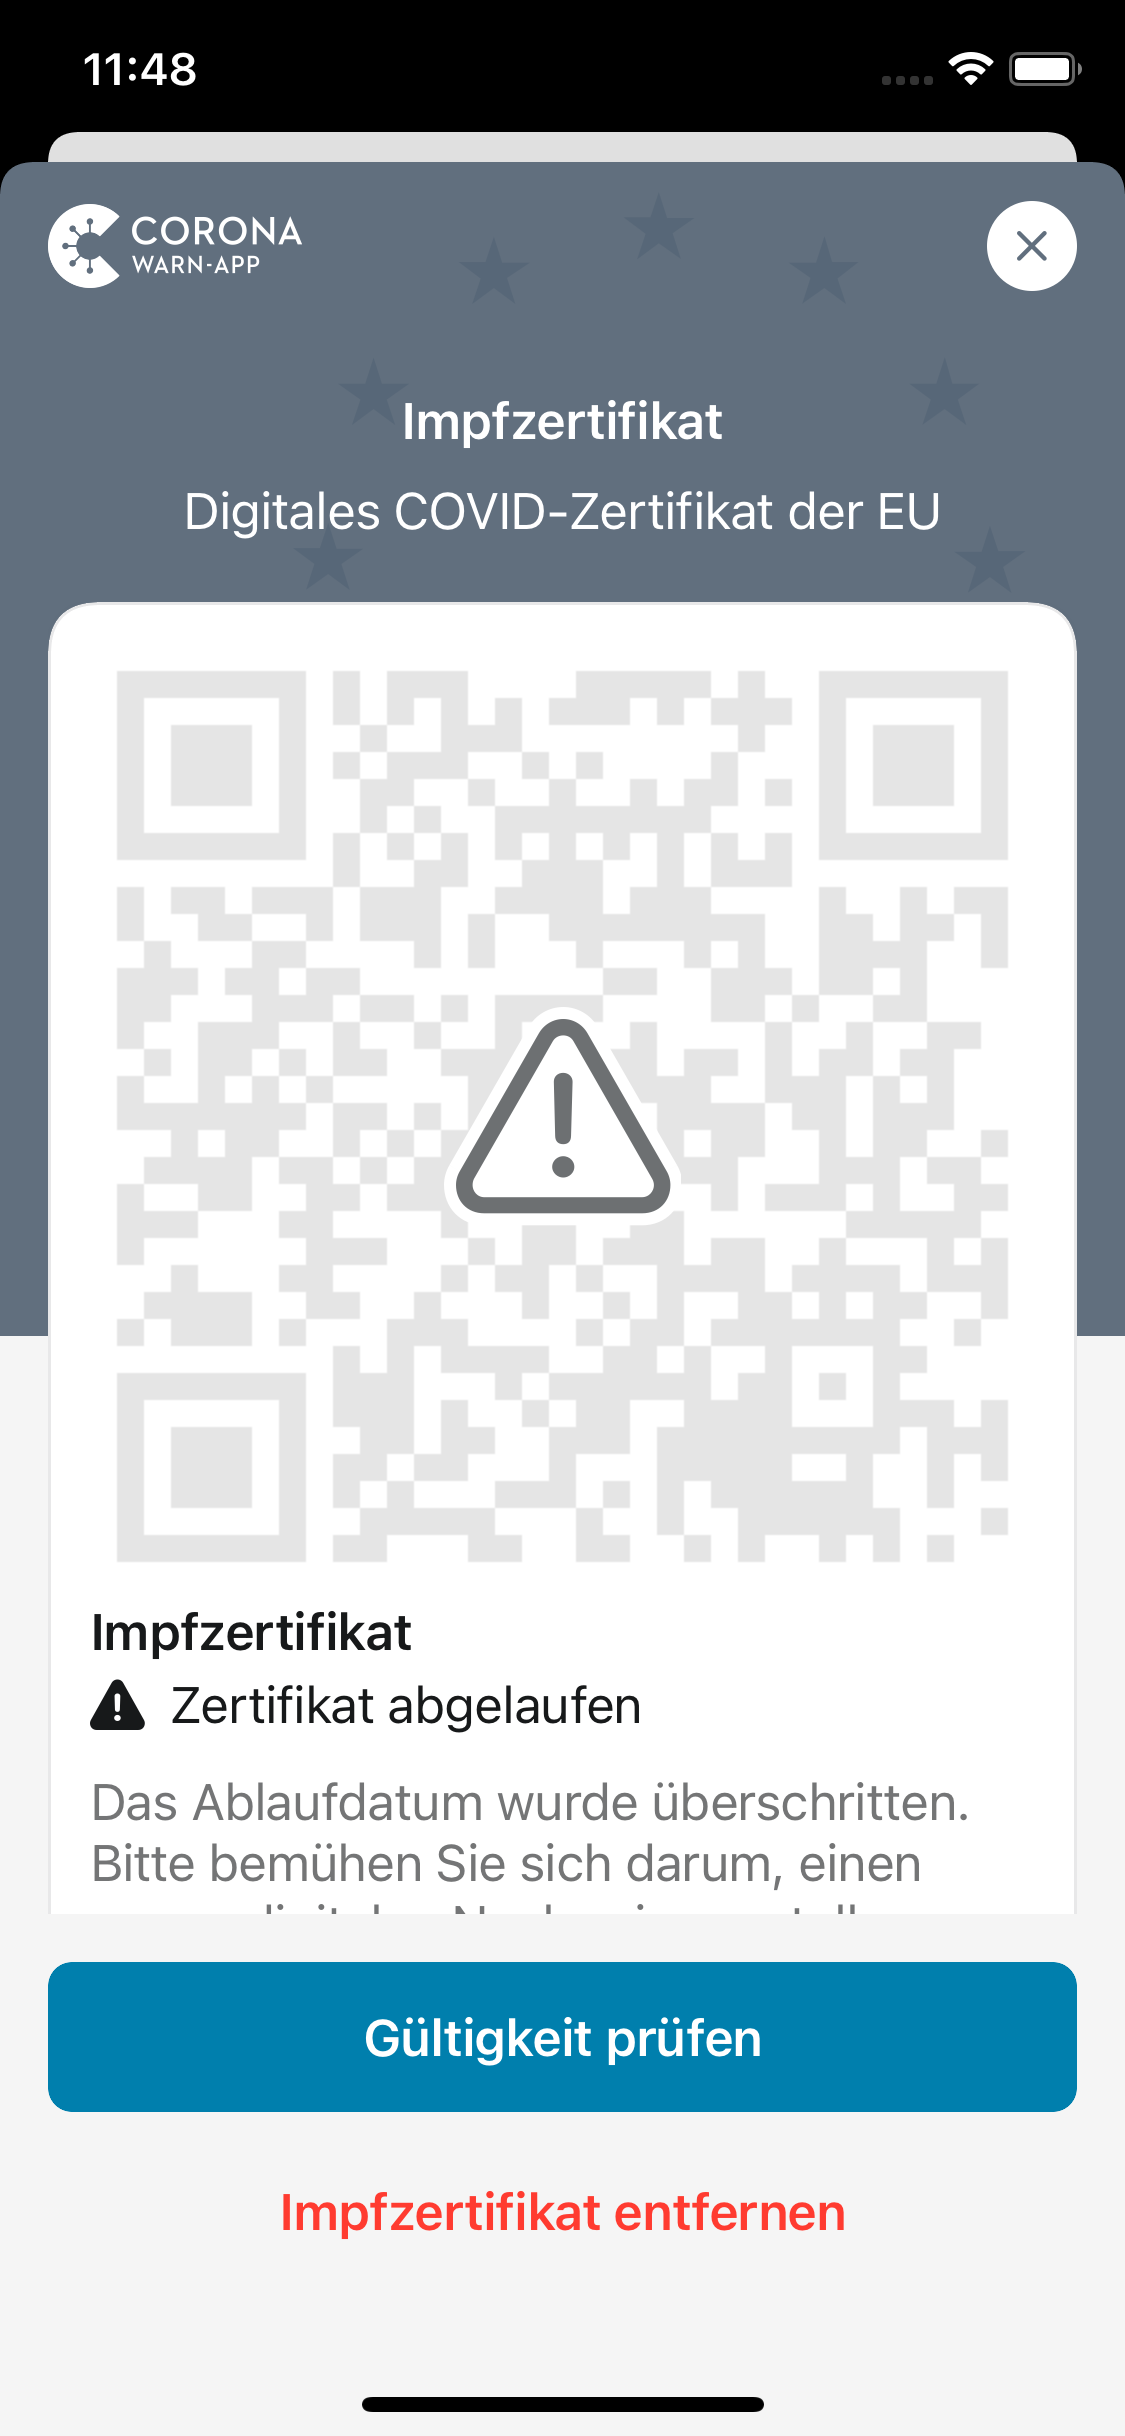 11:48
CORONA
WARN-APP
Impfzertifikat
Digitales COVID-Zertifikat der EU
Impfzertifikat
Zertifikat abgelaufen
Das Ablaufdatum wurde überschritten.
Bitte bemühen Sie sich darum, einen
Gültigkeit prüfen
Impfzertifikat entfernen